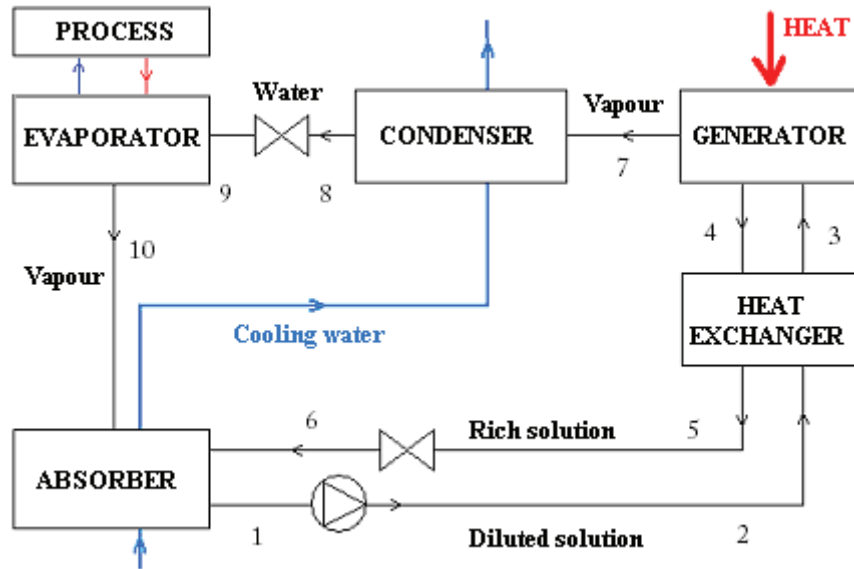 PROCESS
HEAT
EVAPORATOR
Water
CONDENSER
Vapour
GENERATOR
9
8
7
10
4
3
Vapour
HEAT
EXCHANGER
Cooling water
6
Rich solution
5
ABSORBER
1
Diluted solution
2